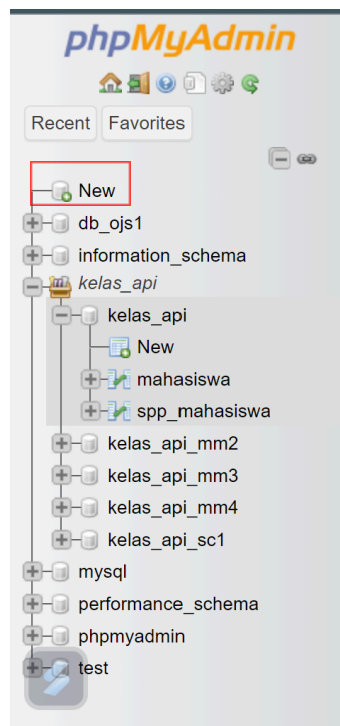 phpMyAdmin
Recent Favorites
New
db_ojs1
information_schema
kelas_api
kelas_api
New
mahasiswa
spp_mahasiswa
kelas_api_mm2
kelas_api_mm3
kelas_api_mm4
kelas_api_sc1
mysql
performance_schema
phpmyadmin
test